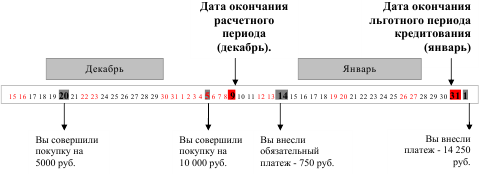 Дата окончания
расчетного
периода
(декабрь).
Дата окончания
льготного периода
кредитования
(январь)
Декабрь
Январь
15 16 17 18 19 20 21 22 23 24 25 26 27 28 29 30 31 1 2 3 4 5 6 7 8 9 10 11 12 13 14 15 16 17 18 19 20 21 22 23 24 25 26 27 28 29 30 31 1
Вы совершили
покупку на
5000 руб.
Вы совершили
покупку на
10 000 руб.
Вы внесли
обязательный
платеж - 750 руб.
Вы внесли
платеж - 14 250
руб.